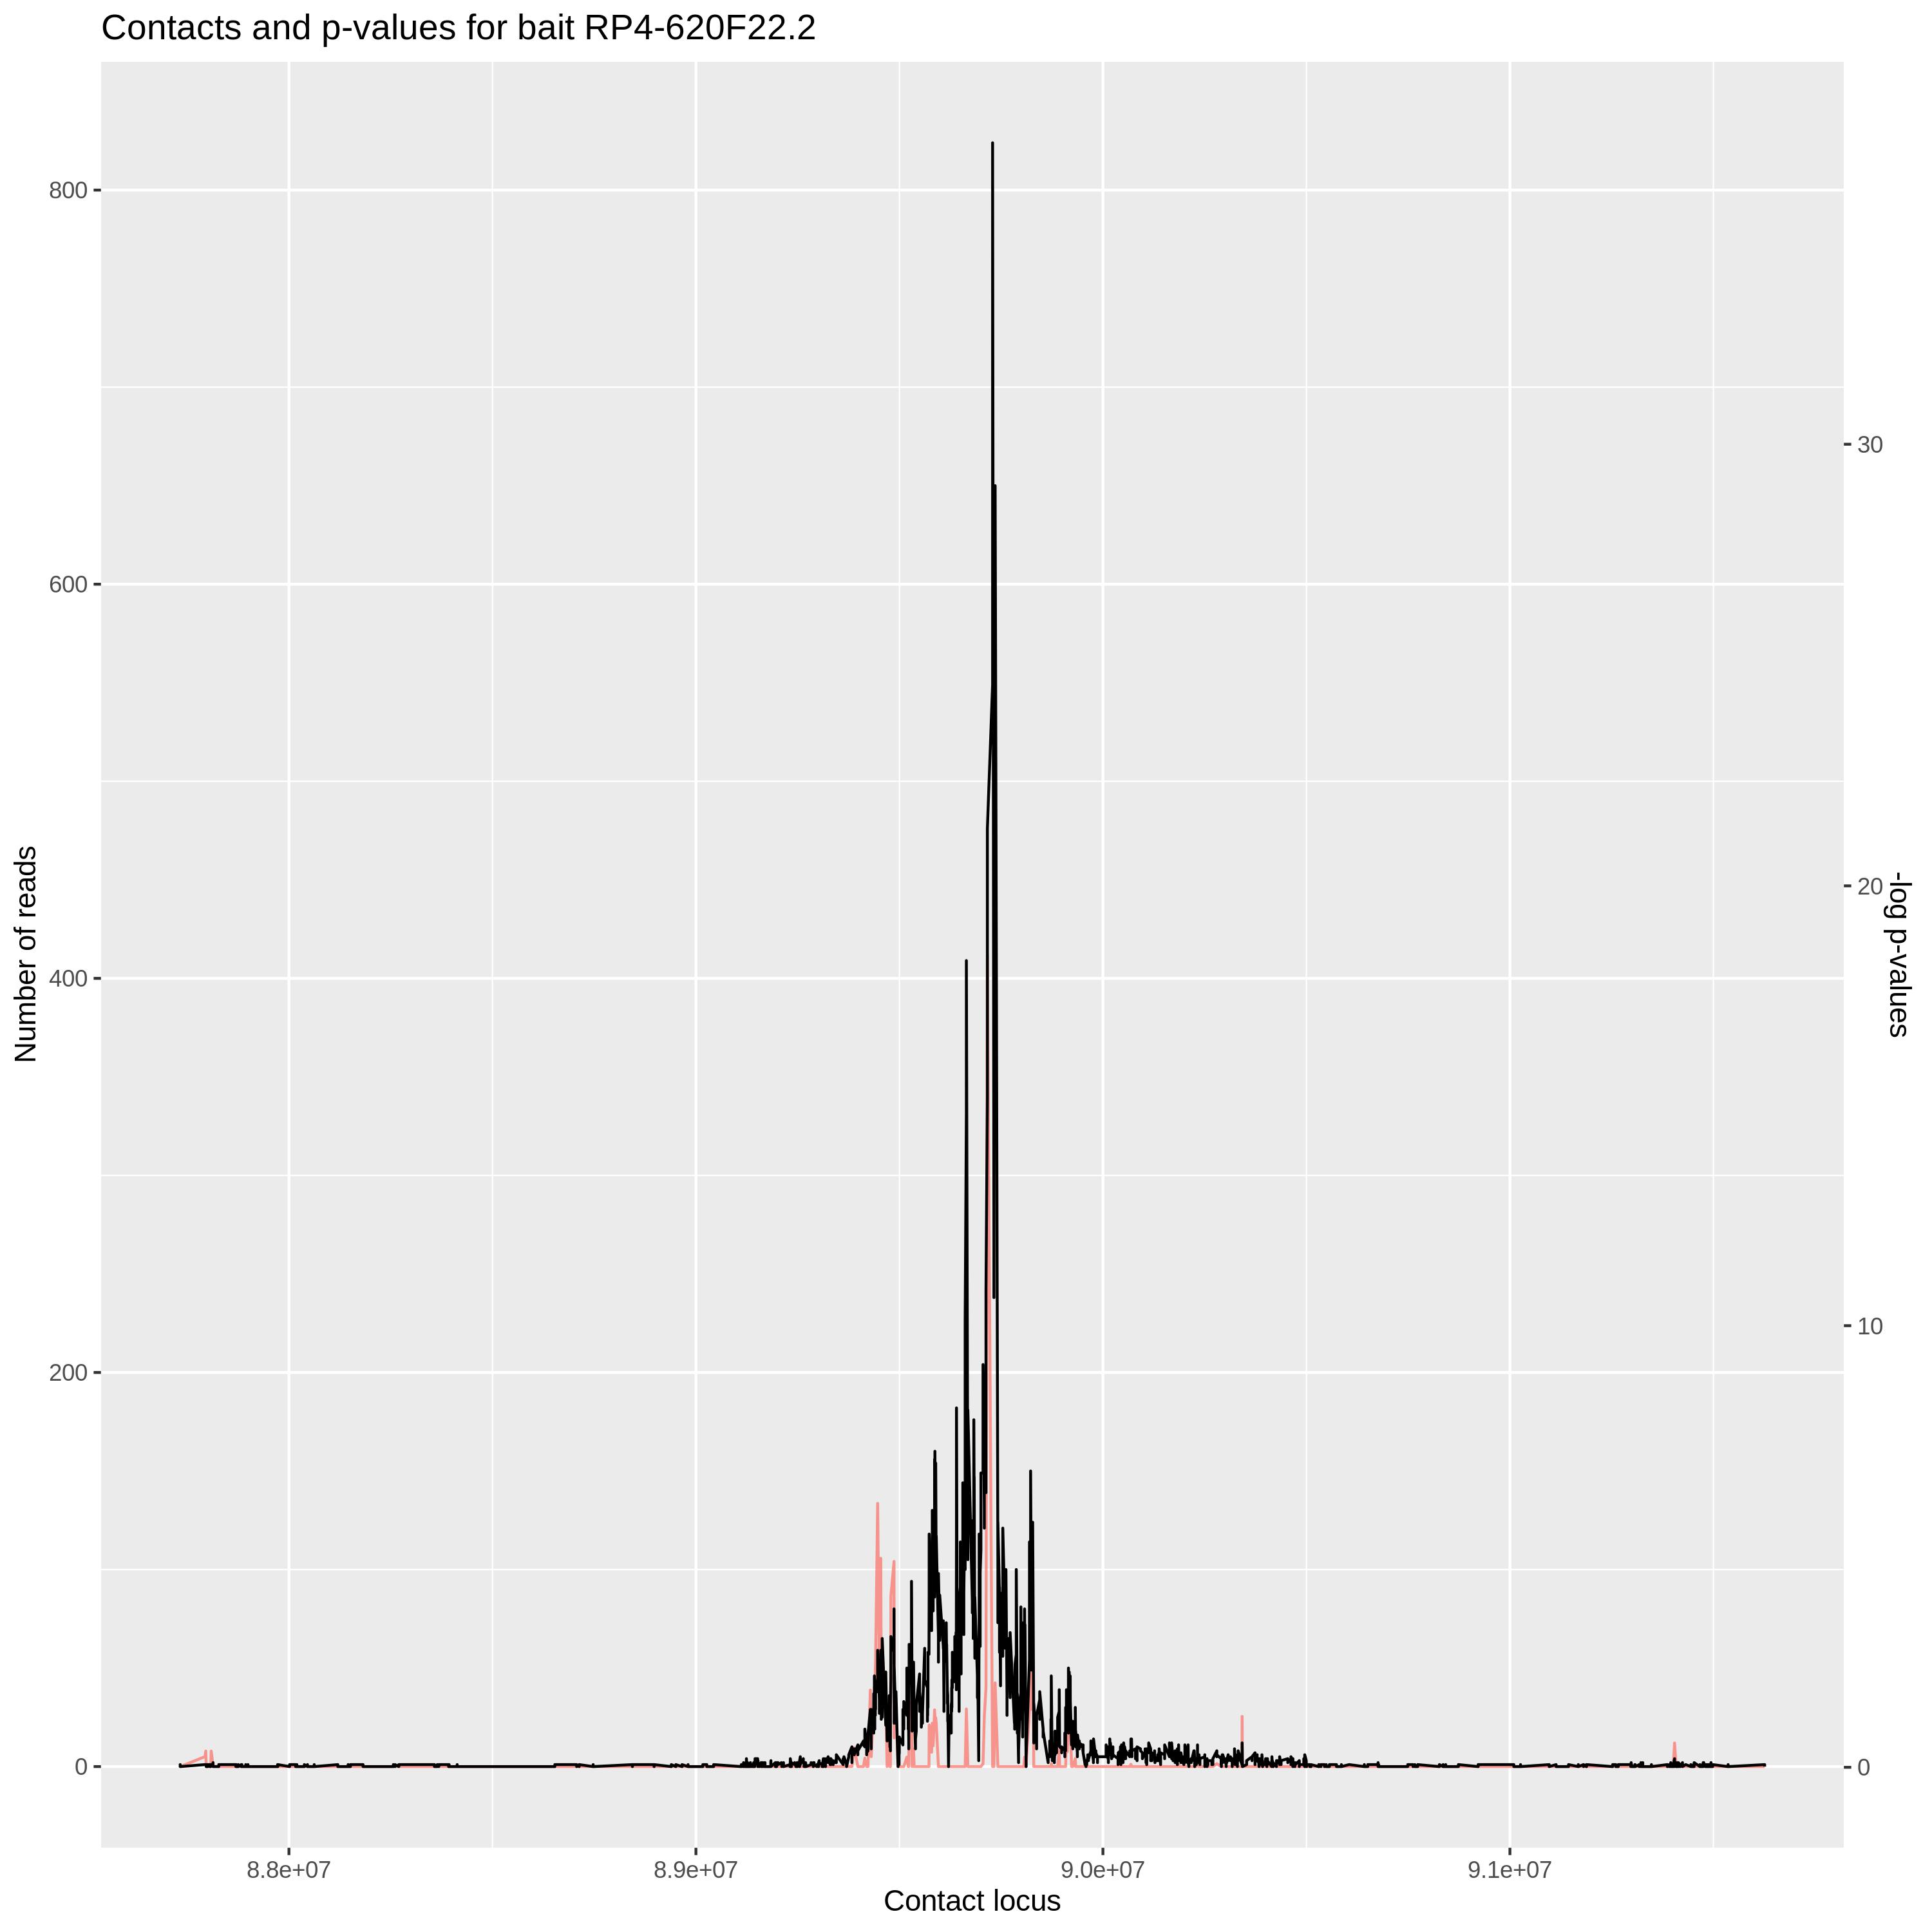 Contacts and p-values for bait RP4-620F22.2
800
600
400
200
0
Number of reads
30
20
10
0
-log p-values
8.8e+07
8.9e+07
9.0e+07
9.1e+07
Contact locus